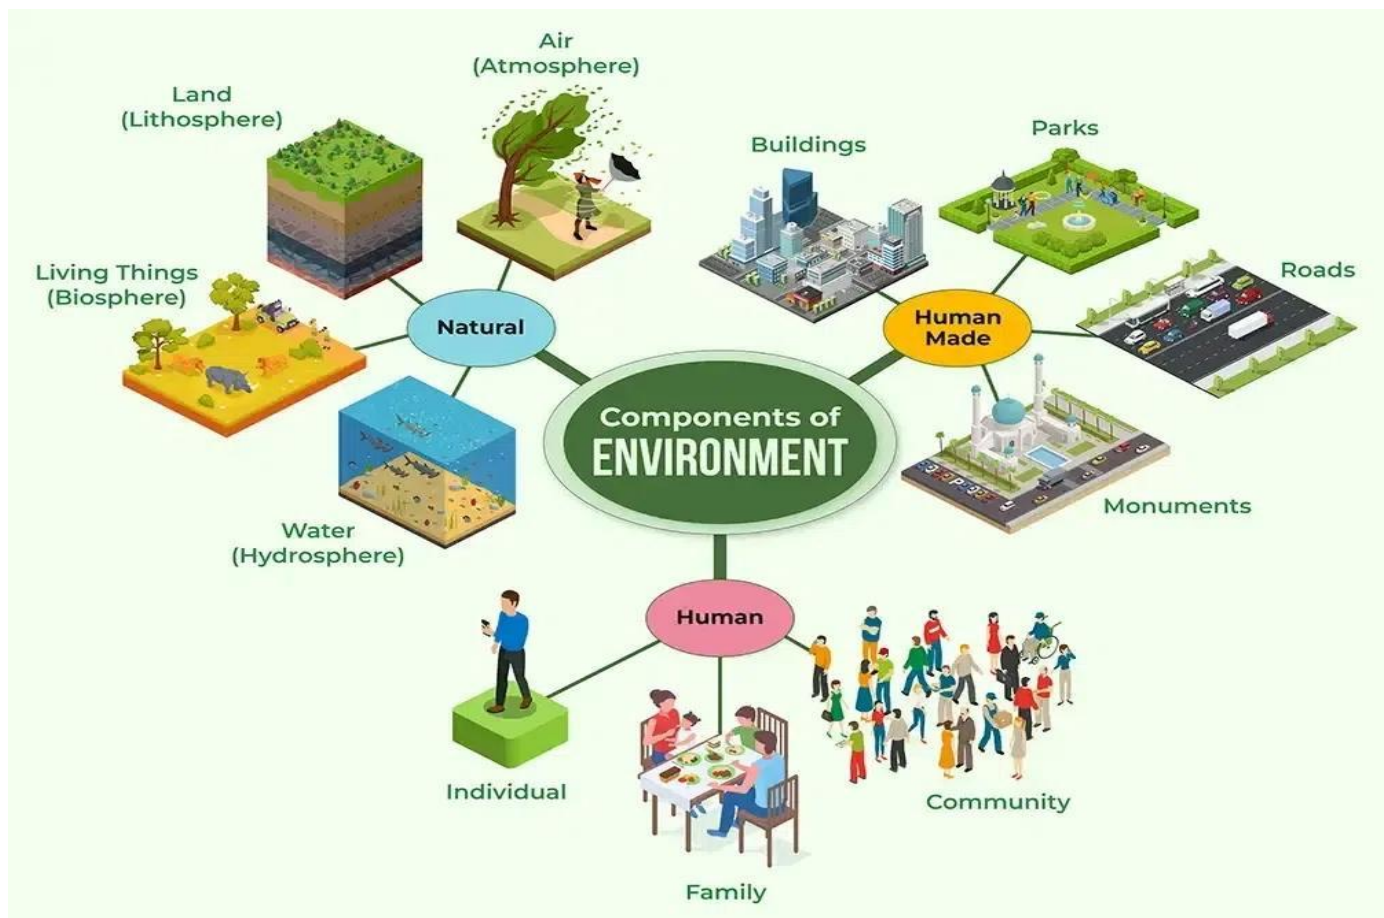 Air
(Atmosphere)
Land
(Lithosphere)
Living Things
(Biosphere)
Natural
Water
(Hydrosphere)
Buildings
Parks
Roads
Human
Made
Monuments
Components of
ENVIRONMENT
Human
Individual
Family
Community